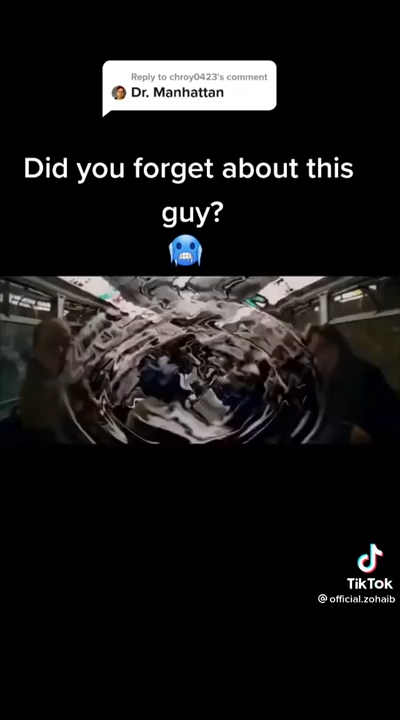 Reply to chroy0423's comment
Dr. Manhattan
Did you forget about this
guy?
TikTok
@official.zohaib